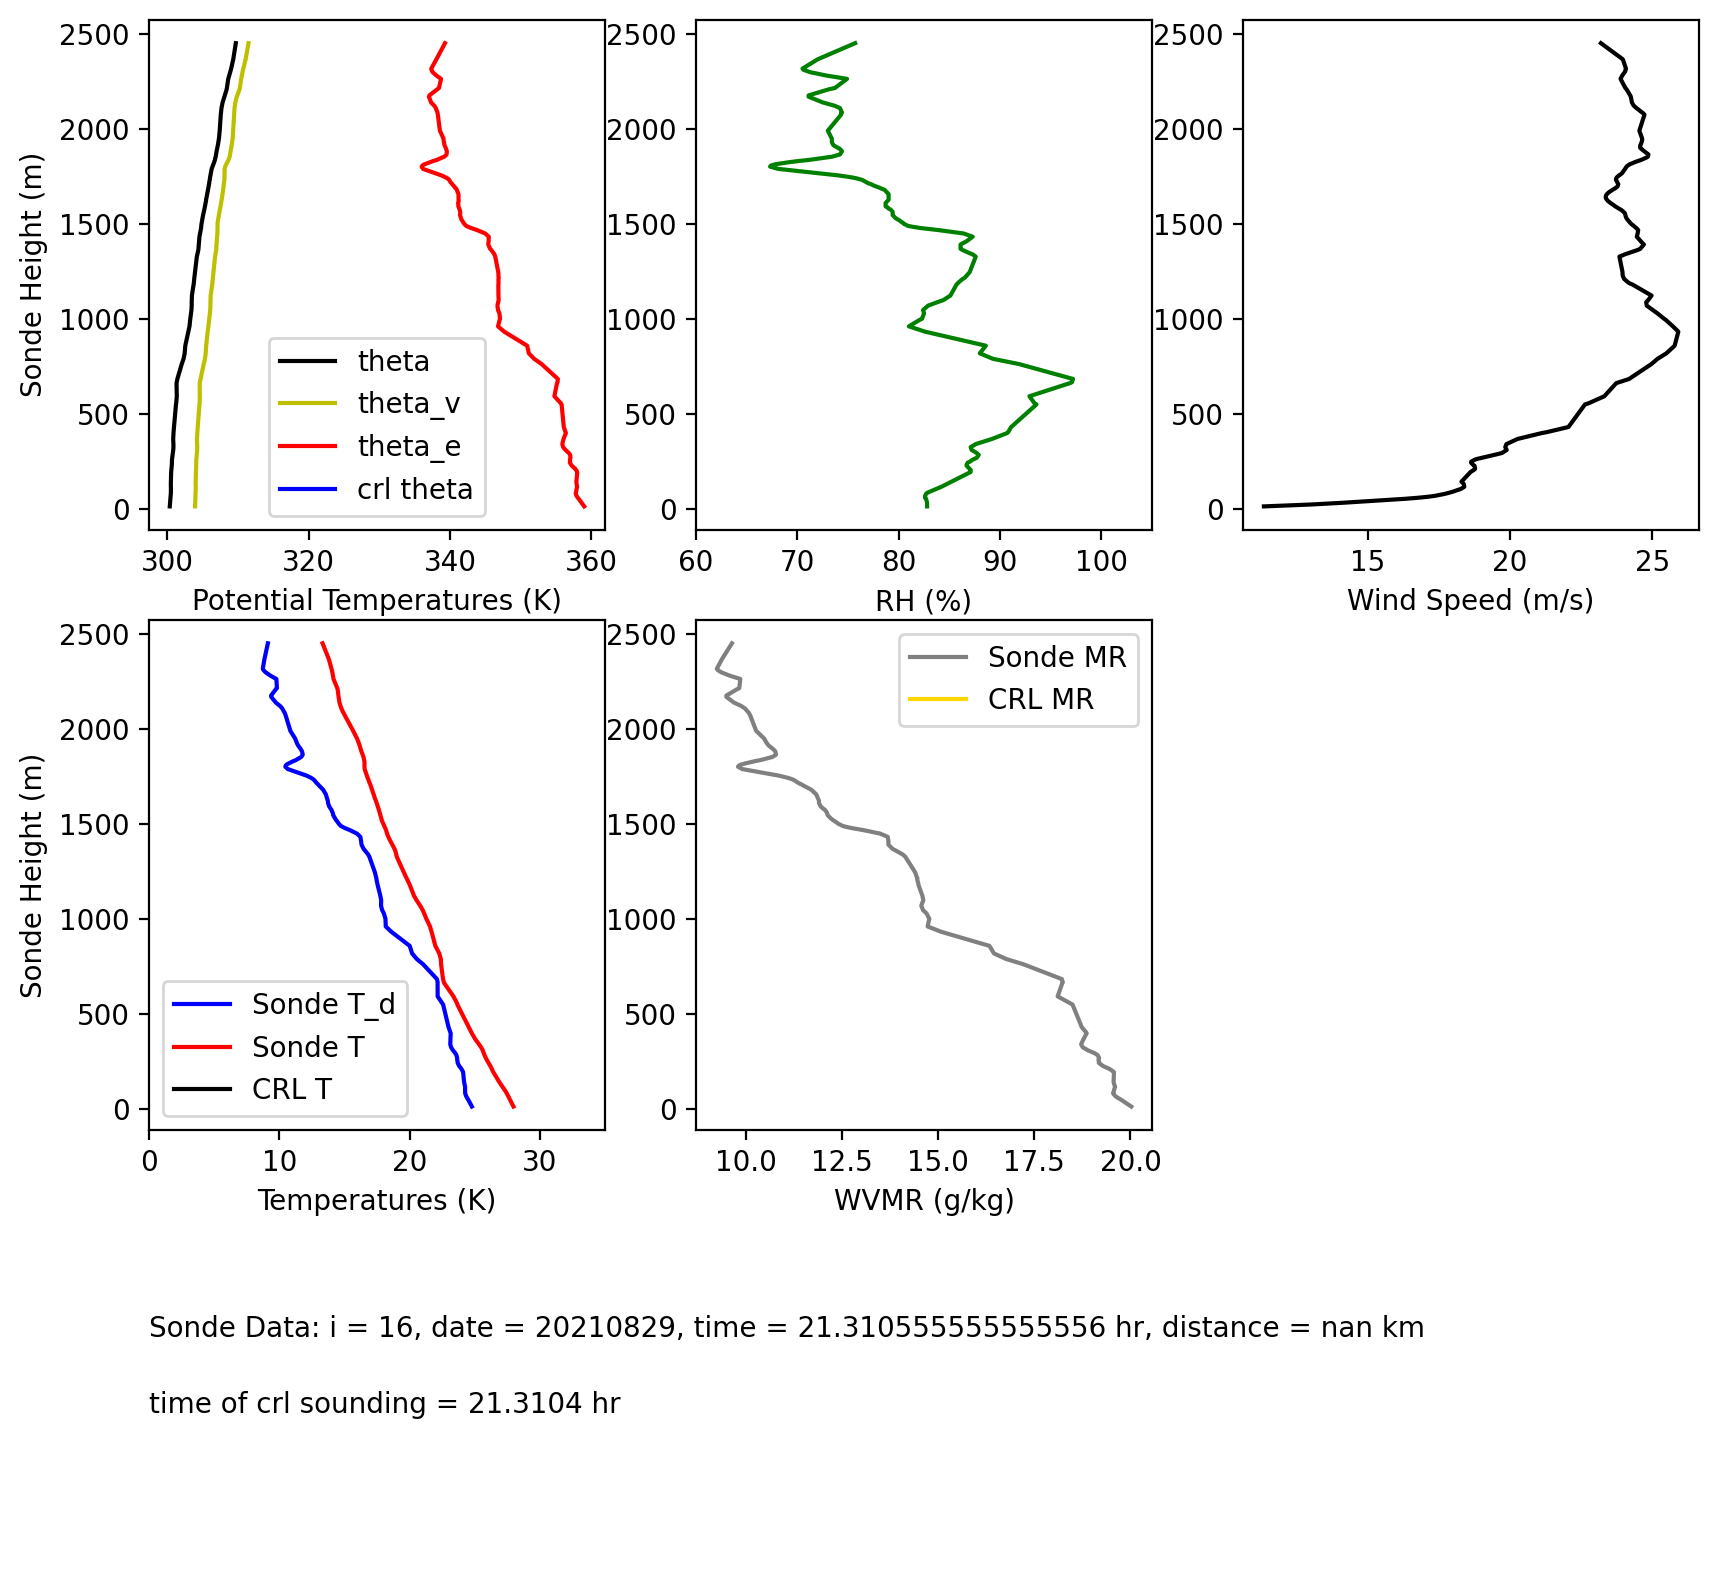 2500
2000
1500
1000
500
0
Sonde Height (m)
theta
theta_v
theta_e
crl theta
300 320 340 360
Potential Temperatures (K)
2500
2000
1500
1000
500
0
60 70 80 90 100
RH (%)
2500
2000
1500
1000
500
0
15 20 25
Wind Speed (m/s)
2500
2000
1500
1000
500
0
Sonde Height (m)
Sonde T_d
Sonde T
CRL T
0 10 20 30
Temperatures (K)
2500
2000
1500
1000
500
0
Sonde MR
CRL MR
10.0 12.5 15.0 17.5 20.0
WVMR (g/kg)
Sonde Data: i = 16, date = 20210829, time = 21.310555555555556 hr, distance = nan km
time of crl sounding = 21.3104 hr